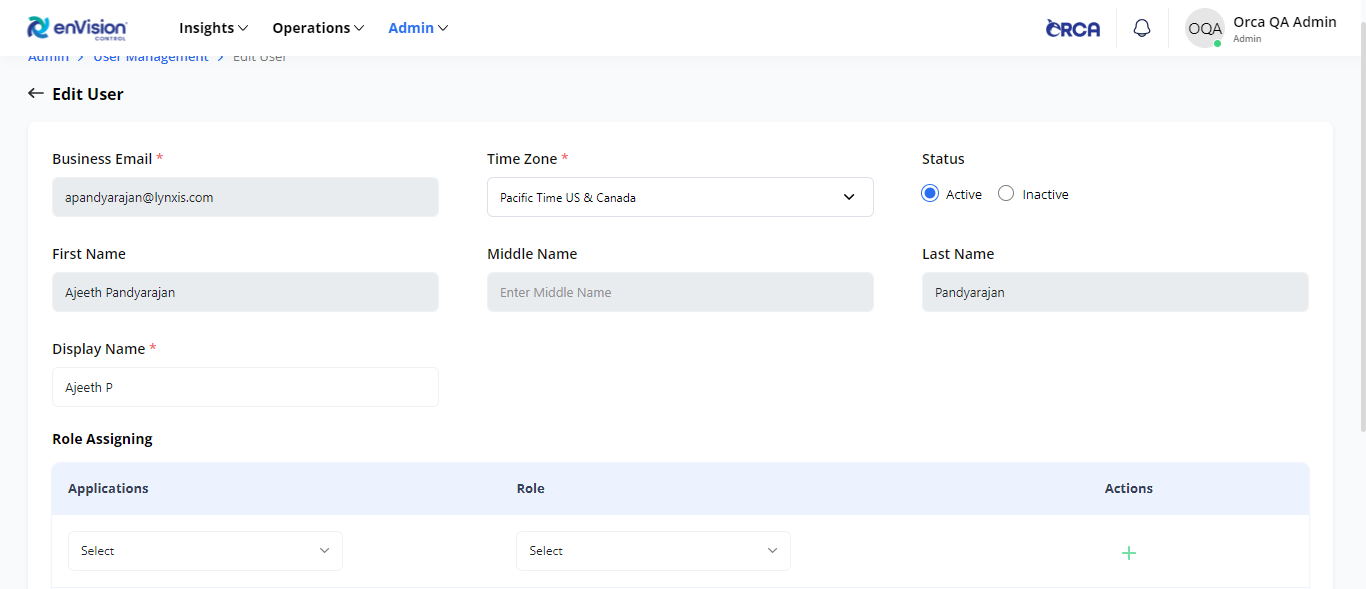 enVision
CONTROL
Insights
Operations
Admin
ORCA
OQA
Orca QA Admin
Admin
Admin > User Management > Edit User
← Edit User
Business Email *
Time Zone *
Status
apandyarajan@lynxis.com
Pacific Time US & Canada
Active
Inactive
First Name
Middle Name
Last Name
Ajeeth Pandyarajan
Enter Middle Name
Pandyarajan
Display Name *
Ajeeth P
Role Assigning
Applications
Role
Actions
Select
Select
+